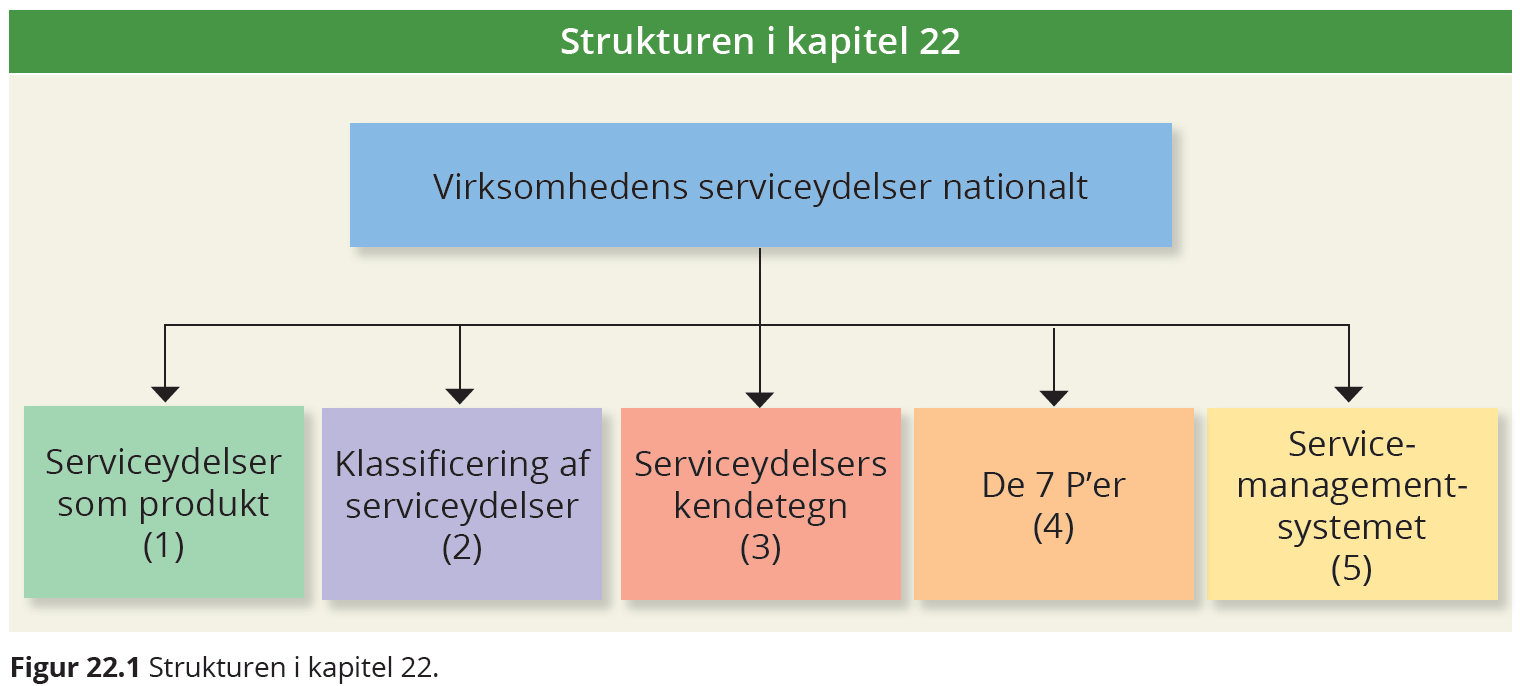 Strukturen i kapitel 22
Virksomhedens serviceydelser nationalt
Serviceydelser
som produkt
(1)
Klassificering af
serviceydelser
(2)
Serviceydelsers
kendetegn
(3)
De 7 P’er
(4)
Service-
management-
systemet
(5)
Figur 22.1 Strukturen i kapitel 22.